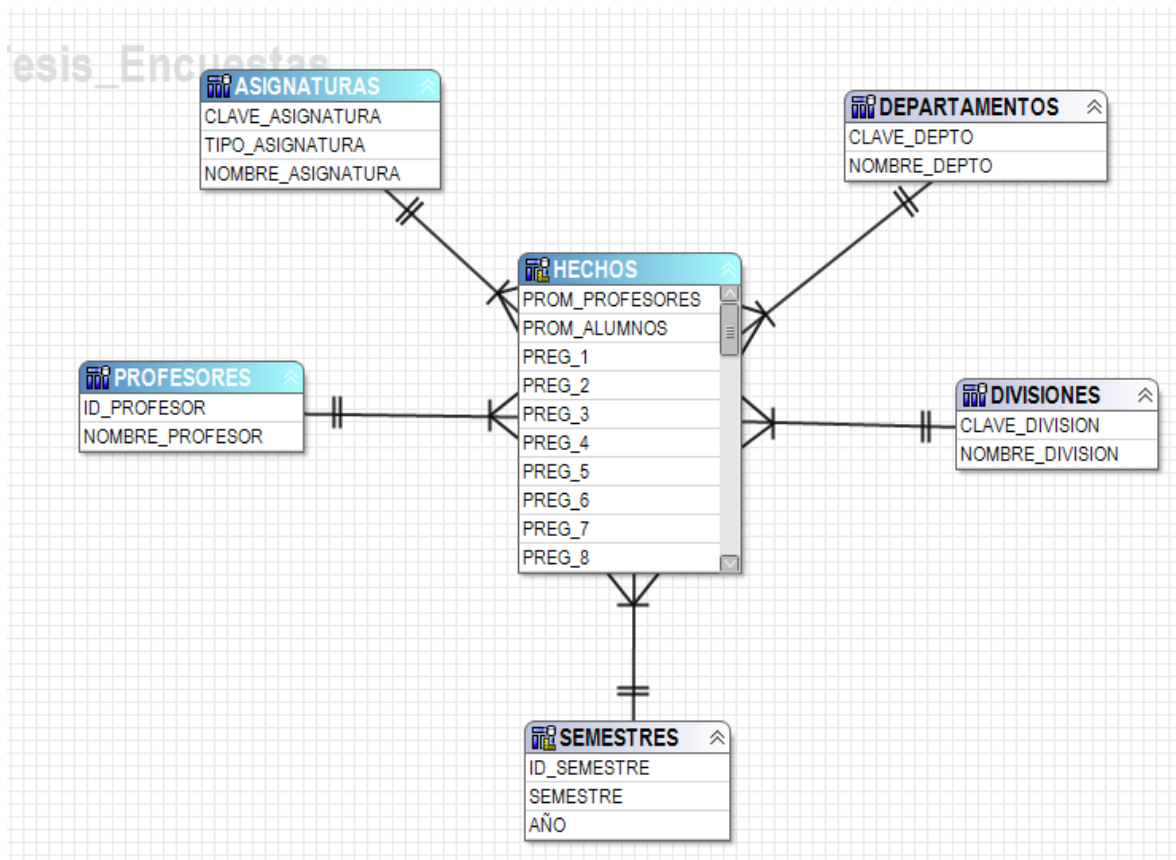 esis_Encuestas
ASIGNATURAS
CLAVE_ASIGNATURA
TIPO_ASIGNATURA
NOMBRE_ASIGNATURA
DEPARTAMENTOS
CLAVE_DEPTO
NOMBRE_DEPTO
HECHOS
PROM_PROFESORES
PROM_ALUMNOS
PREG_1
PREG_2
PREG_3
PREG_4
PREG_5
PREG_6
PREG_7
PREG_8
PROFESORES
ID_PROFESOR
NOMBRE_PROFESOR
DIVISIONES
CLAVE_DIVISION
NOMBRE_DIVISION
SEMESTRES
ID_SEMESTRE
SEMESTRE
AÑO